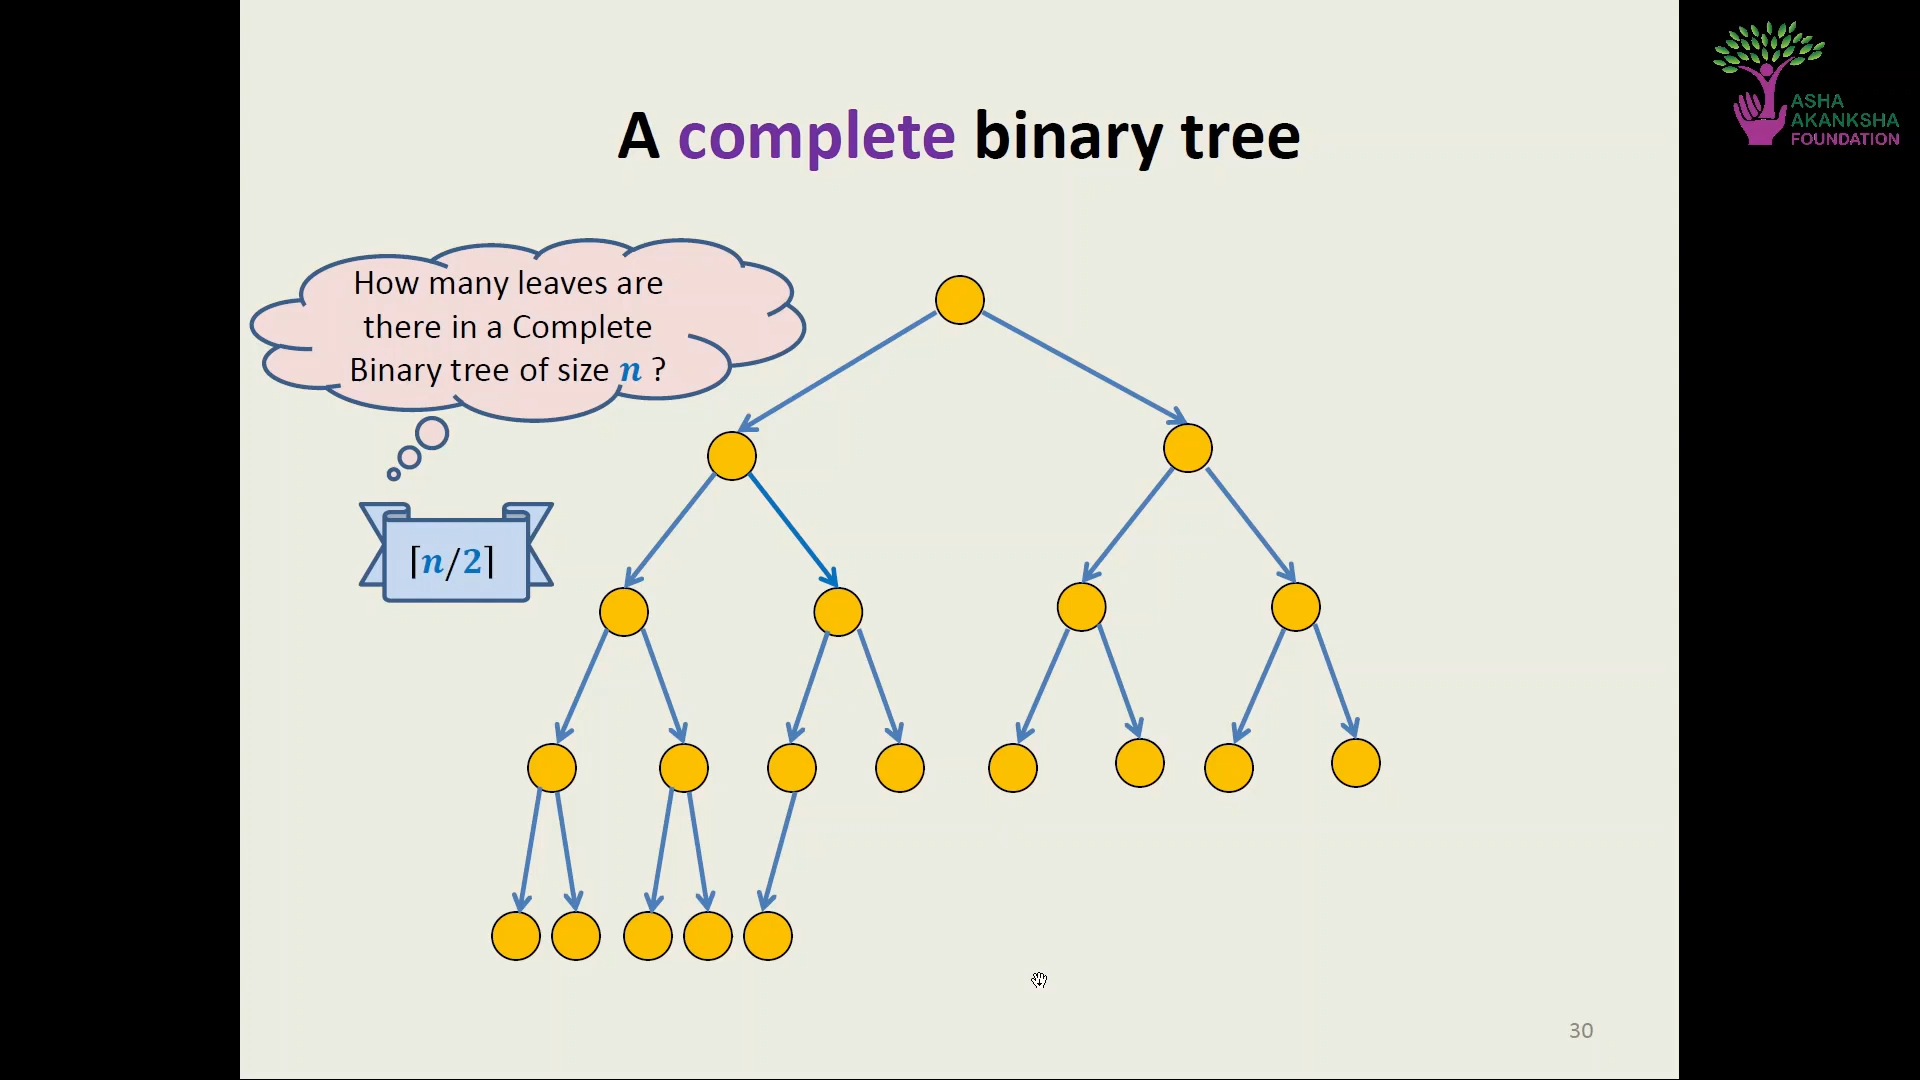 ASHA
AKANKSHA
FOUNDATION
A complete binary tree
How many leaves are
there in a Complete
Binary tree of size n ?
⌈n/2⌉
30